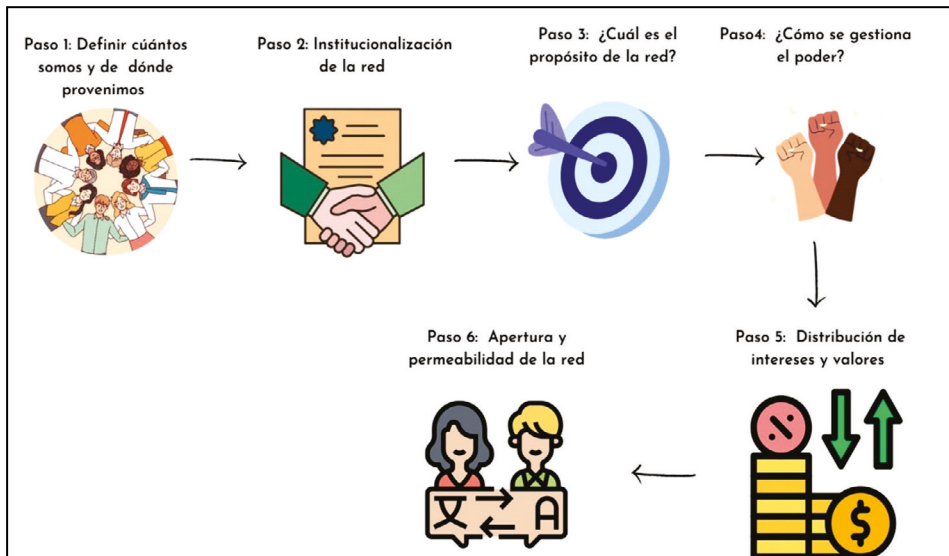 Paso 1: Definir cúantos
somos y de dónde
provenimos
Paso 2: Institucionalización
de la red
Paso 3: ¿Cuál es el
propósito de la red?
Paso4: ¿Cómo se gestiona
el poder?
Paso 5: Distribución de
intereses y valores
%
$
Paso 6: Apertura y
permeabilidad de la red
文 A